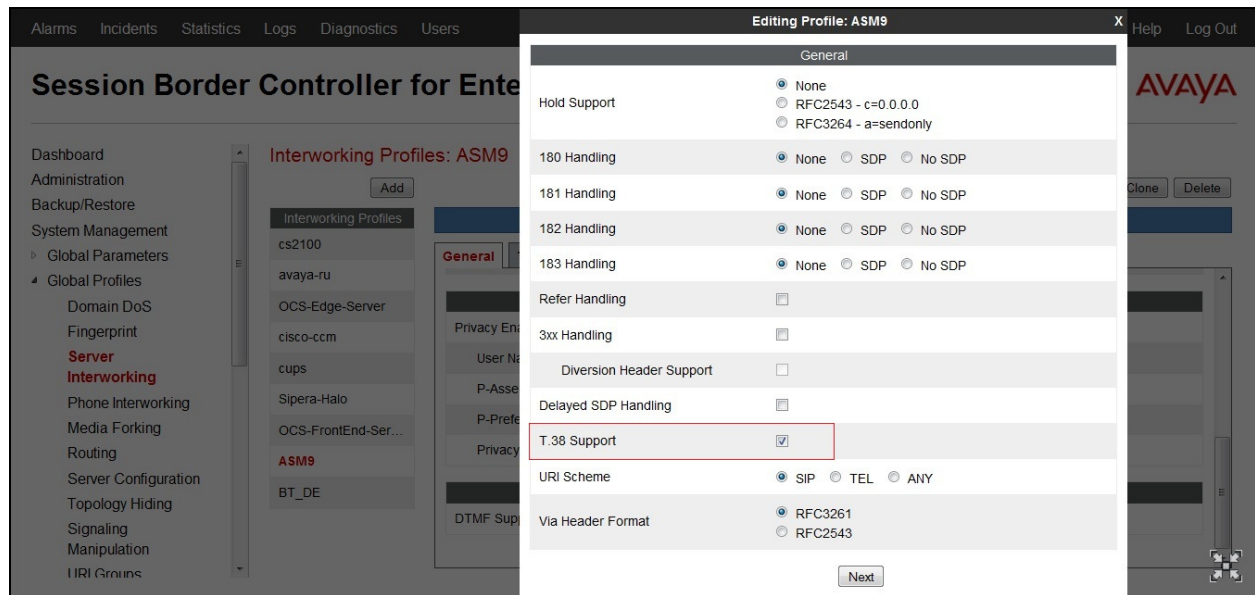 Alarms Incidents Statistics Logs Diagnostics Users
Help Log Out
Session Border Controller for Ente
AVAYA
Dashboard
Administration
Backup/Restore
System Management
Global Parameters
Global Profiles
Domain DoS
Fingerprint
Server
Interworking
Phone Interworking
Media Forking
Routing
Server Configuration
Topology Hiding
Signaling
Manipulation
URI Groups
Interworking Profiles: ASM9
Add
Clone Delete
Interworking Profiles
cs2100
avaya-ru
OCS-Edge-Server
cisco-ccm
cups
Sipera-Halo
OCS-FrontEnd-Ser...
ASM9
BT_DE
General
Privacy Ena
User Na
P-Asse
P-Prefe
Privacy
DTMF Supp
Editing Profile: ASM9 X
General
Hold Support
None
RFC2543 - c=0.0.0.0
RFC3264 - a=sendonly
180 Handling None SDP No SDP
181 Handling None SDP No SDP
182 Handling None SDP No SDP
183 Handling None SDP No SDP
Refer Handling
3xx Handling
Diversion Header Support
Delayed SDP Handling
T.38 Support
URI Scheme SIP TEL ANY
Via Header Format
RFC3261
RFC2543
Next